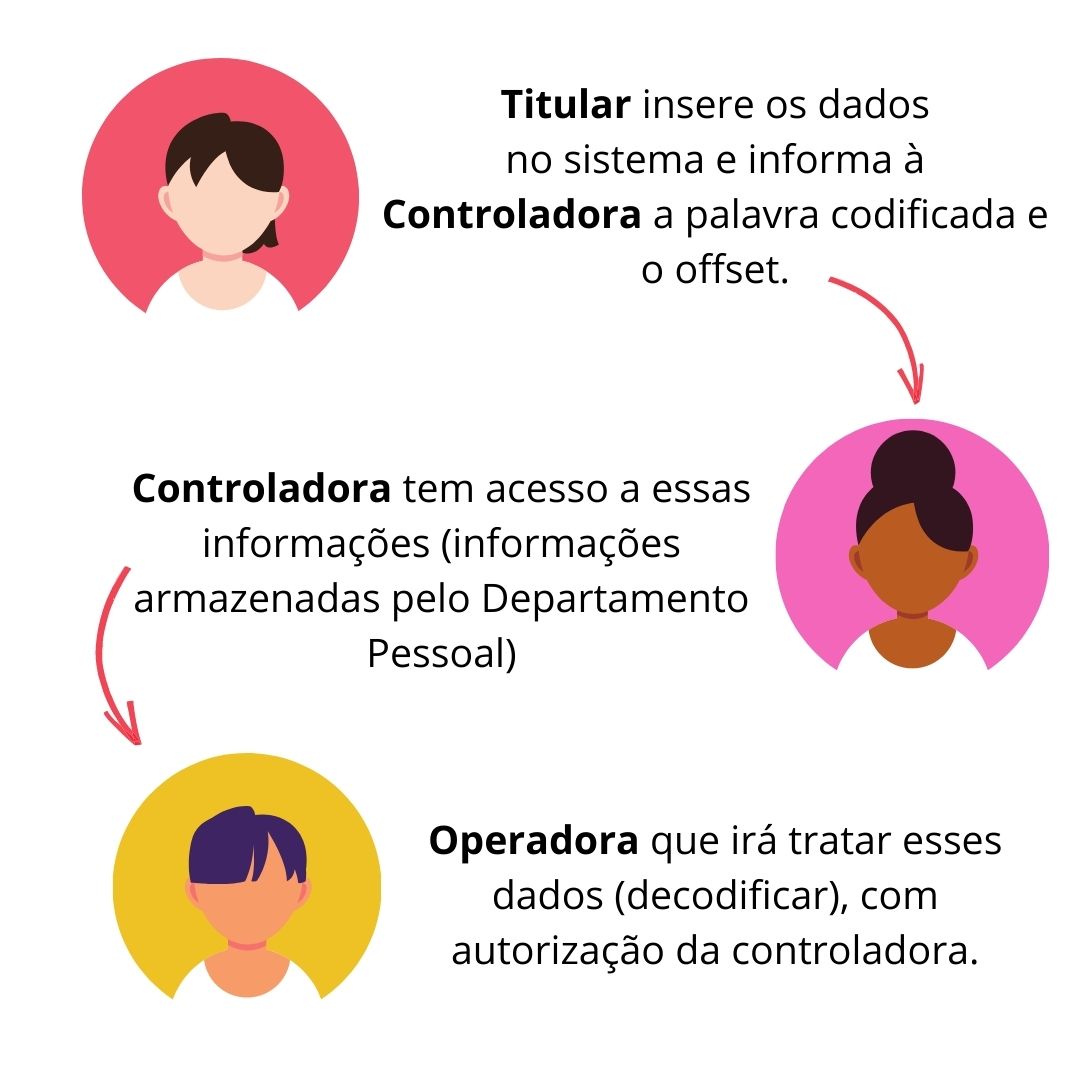 Titular insere os dados
no sistema e informa à
Controladora a palavra codificada e
o offset.
Controladora tem acesso a essas
informações (informações
armazenadas pelo Departamento
Pessoal)
Operadora que irá tratar esses
dados (decodificar), com
autorização da controladora.